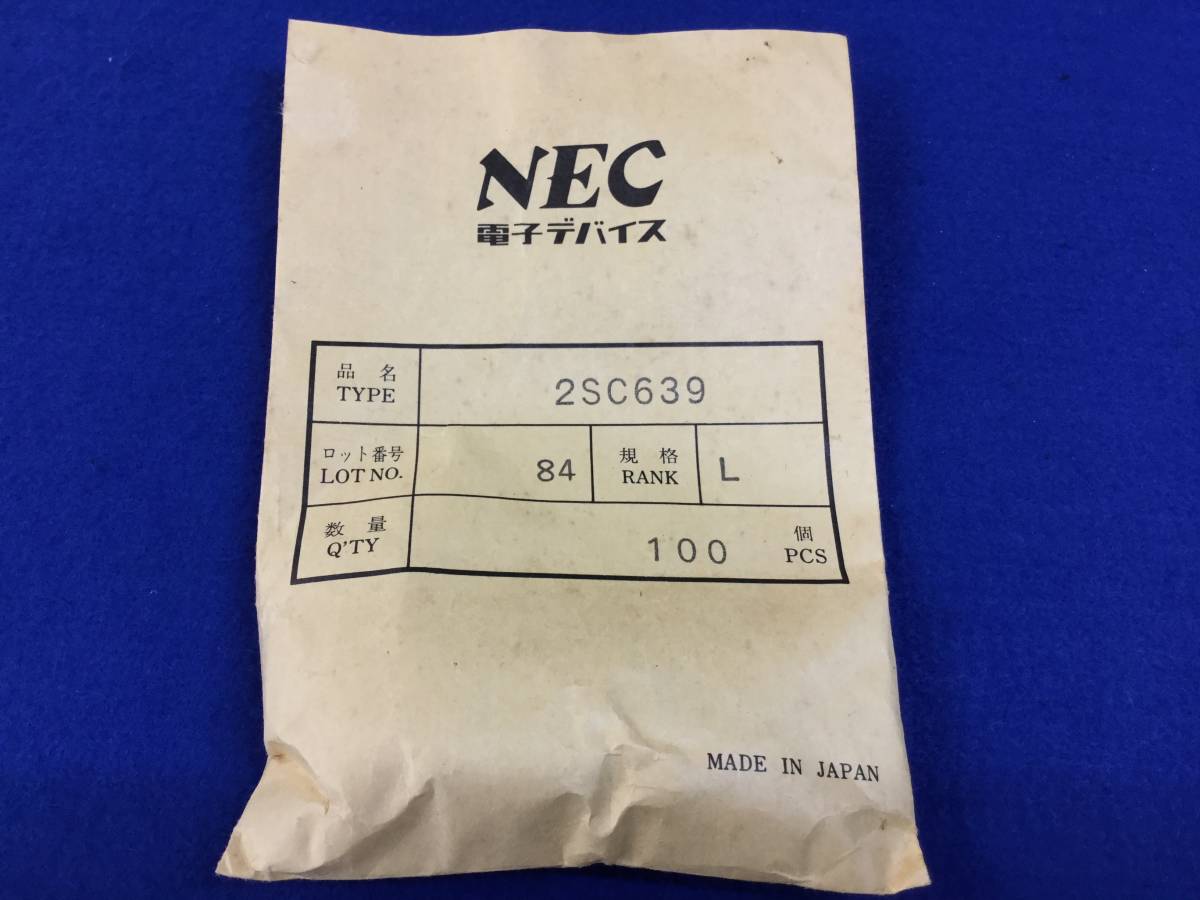 NEC
電子デバイス
品名
TYPE
2SC639
ロット番号
LOT NO.
84
規格
RANK
L
数量
Q'TY
100
個
PCS
MADE IN JAPAN